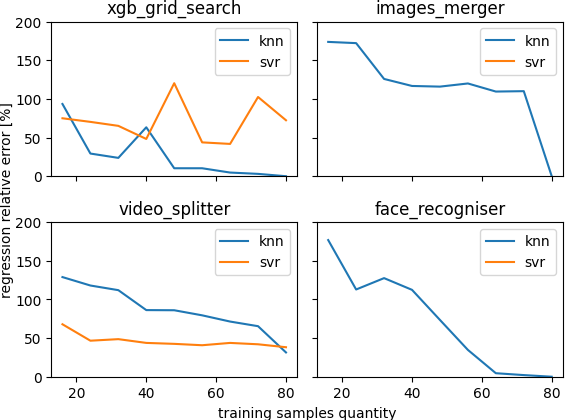 xgb_grid_search
images_merger
200
150
100
50
0
knn
svr
knn
svr
regression relative error [%]
video_splitter
face_recogniser
200
150
100
50
0
knn
svr
knn
svr
20 40 60 80
20 40 60 80
training samples quantity